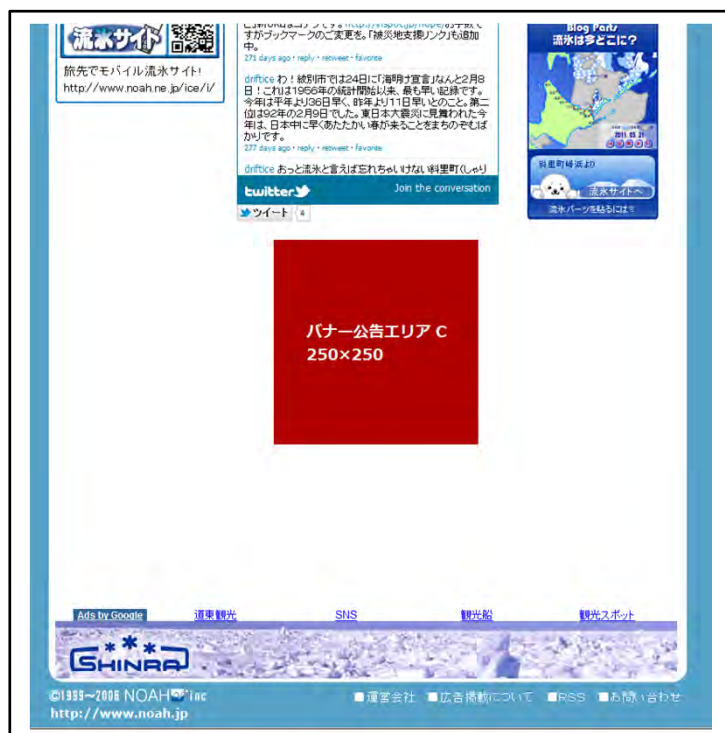 流氷サイト
旅先でモバイル流氷サイト!
http://www.noah.ne.jp/ice/i/
すがブックマークのご変更を。「被災地支援リンク」も追加
中。
271 days ago・reply・retweet・favorite
driftice わ！紋別市では24日に「海明け宣言」なんと2月8
日！これは1956年の統計開始以来、最も早い記録です。
今年は平年より36日早く、昨年より11日早いとのこと。第二
位は92年の2月9日でした。東日本大震災に見舞われた今
年は、日本中に早くあたたかい春が来ることをまちのぞむば
かりです。
277 days ago・reply・retweet・favorite
driftice おっと流氷と言えば忘れちゃいけない斜里町(しゃり
twitter
Join the conversation
ツイート
4
Blog Parts
流氷は今どこに?
2011.03.21
斜里町峰浜より
流氷サイトへ
流氷パーツを貼るには
バナー公告エリア C
250×250
Ads by Google
道東観光
SNS
観光船
観光スポット
SHINRA
©1999〜2006 NOAH inc
■運営会社 ■広告掲載について ■RSS ■お問い合わせ
http://www.noah.jp